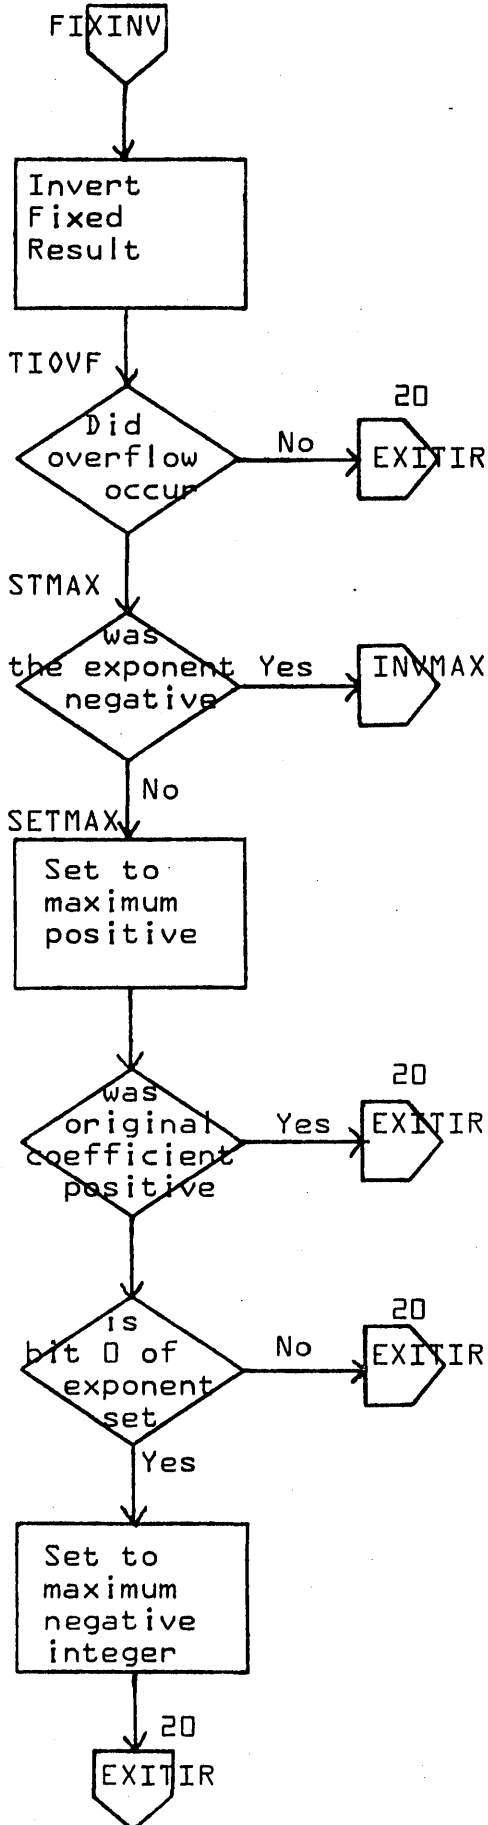 FIXINV
Invert
Fixed
Result
TIOVF
20
Did
overflow
occur
No
EXITIR
STMAX
was
the exponent
negative
Yes
INVMAX
No
SETMAX
Set to
maximum
positive
20
was
original
coefficient
positive
Yes
EXITIR
20
is
bit 0 of
exponent
set
No
EXITIR
Yes
Set to
maximum
negative
integer
20
EXITIR